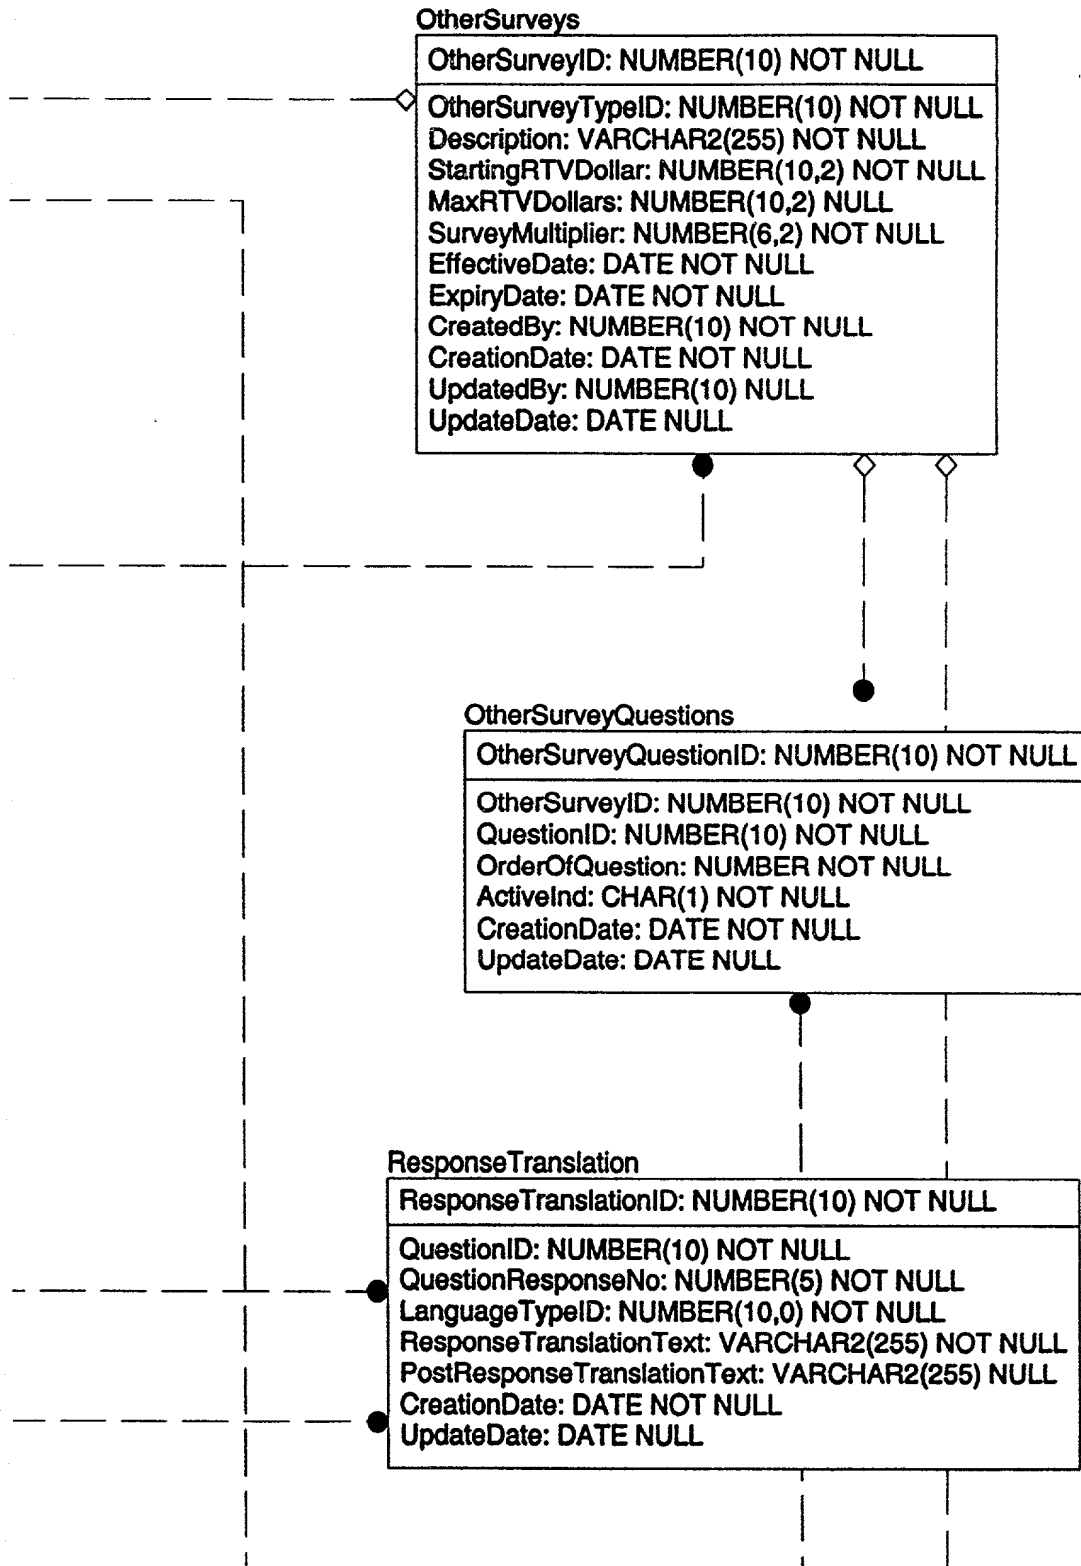 OtherSurveys
OtherSurveyID: NUMBER(10) NOT NULL
OtherSurveyTypeID: NUMBER(10) NOT NULL
Description: VARCHAR2(255) NOT NULL
StartingRTVDollar: NUMBER(10,2) NOT NULL
MaxRTVDollars: NUMBER(10,2) NULL
SurveyMultiplier: NUMBER(6,2) NOT NULL
EffectiveDate: DATE NOT NULL
ExpiryDate: DATE NOT NULL
CreatedBy: NUMBER(10) NOT NULL
CreationDate: DATE NOT NULL
UpdatedBy: NUMBER(10) NULL
UpdateDate: DATE NULL
OtherSurveyQuestions
OtherSurveyQuestionID: NUMBER(10) NOT NULL
OtherSurveyID: NUMBER(10) NOT NULL
QuestionID: NUMBER(10) NOT NULL
OrderOfQuestion: NUMBER NOT NULL
ActiveInd: CHAR(1) NOT NULL
CreationDate: DATE NOT NULL
UpdateDate: DATE NULL
ResponseTranslation
ResponseTranslationID: NUMBER(10) NOT NULL
QuestionID: NUMBER(10) NOT NULL
QuestionResponseNo: NUMBER(5) NOT NULL
LanguageTypeID: NUMBER(10,0) NOT NULL
ResponseTranslationText: VARCHAR2(255) NOT NULL
PostResponseTranslationText: VARCHAR2(255) NULL
CreationDate: DATE NOT NULL
UpdateDate: DATE NULL